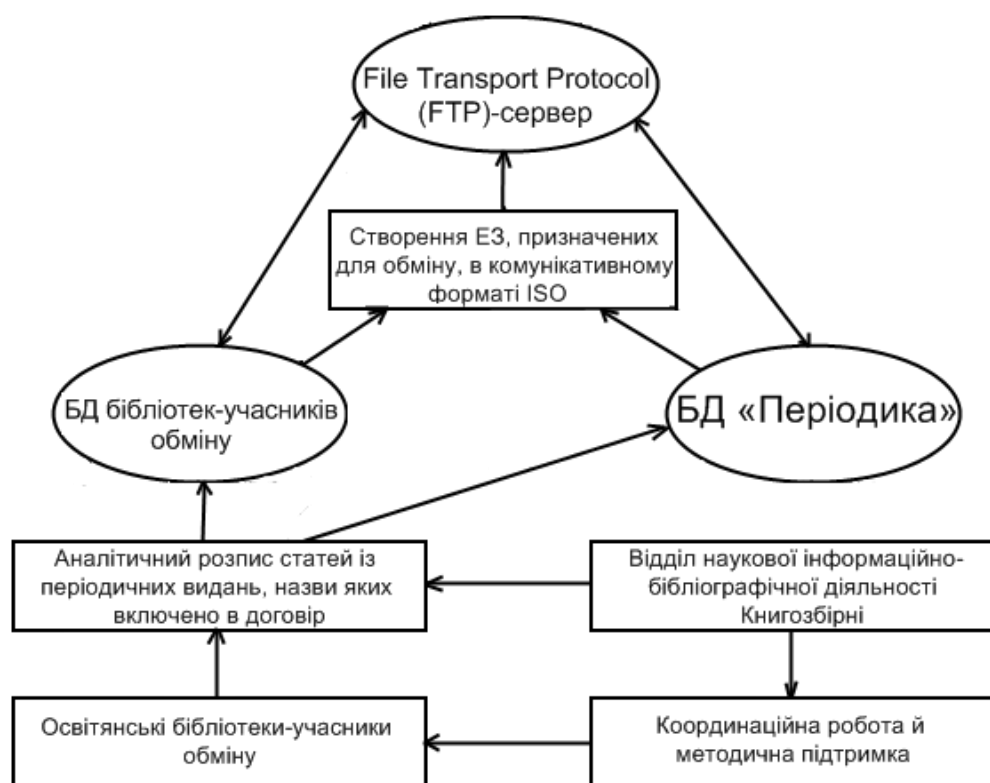 File Transport Protocol
(FTP)-сервер
Створення ЕЗ, призначених
для обміну, в комунікативному
форматі ISO
БД бібліотек-учасників
обміну
БД «Періодика»
Аналітичний розпис статей із
періодичних видань, назви яких
включено в договір
Відділ наукової інформаційно-
бібліографічної діяльності
Книгозбірні
Освітянські бібліотеки-учасники
обміну
Координаційна робота й
методична підтримка